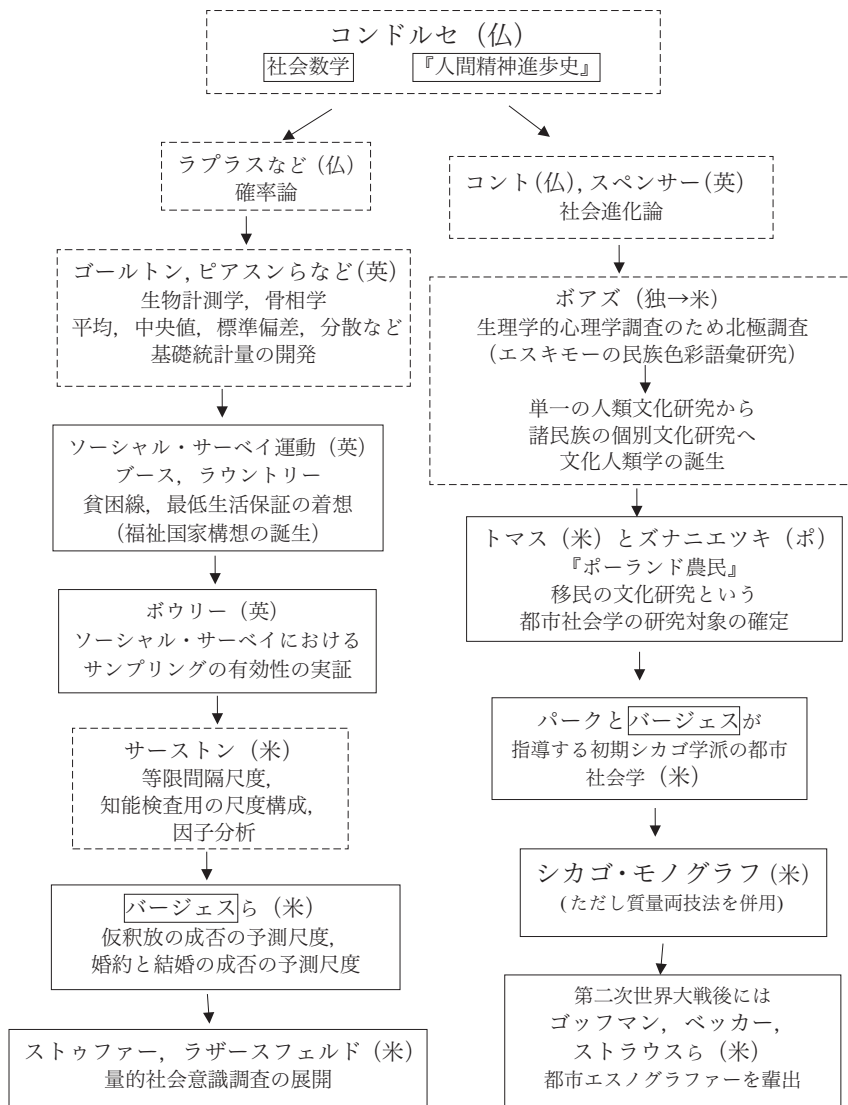 コンドルセ（仏）
社会数学 『人間精神進歩史』
ラプラスなど（仏）
確率論
ゴールトン,ピアスンらなど(英)
生物計測学，骨相学
平均，中央値，標準偏差，分散など
基礎統計量の開発
ソーシャル・サーベイ運動（英）
ブース，ラウントリー
貧困線，最低生活保証の着想
（福祉国家構想の誕生）
ボウリー（英）
ソーシャル・サーベイにおける
サンプリングの有効性の実証
サーストン（米）
等限間隔尺度，
知能検査用の尺度構成，
因子分析
バージェスら（米）
仮釈放の成否の予測尺度，
婚約と結婚の成否の予測尺度
ストゥファー，ラザースフェルド（米）
量的社会意識調査の展開
コント(仏),スペンサー(英)
社会進化論
ボアズ（独→米）
生理学的心理学調査のため北極調査
（エスキモーの民族色彩語彙研究）
単一の人類文化研究から
諸民族の個別文化研究へ
文化人類学の誕生
トマス（米）とズナニエツキ（ポ）
『ポーランド農民』
移民の文化研究という
都市社会学の研究対象の確定
パークとバージェスが
指導する初期シカゴ学派の都市
社会学（米）
シカゴ・モノグラフ(米)
(ただし質量両技法を併用)
第二次世界大戦後には
ゴッフマン，ベッカー，
ストラウスら（米）
都市エスノグラファーを輩出